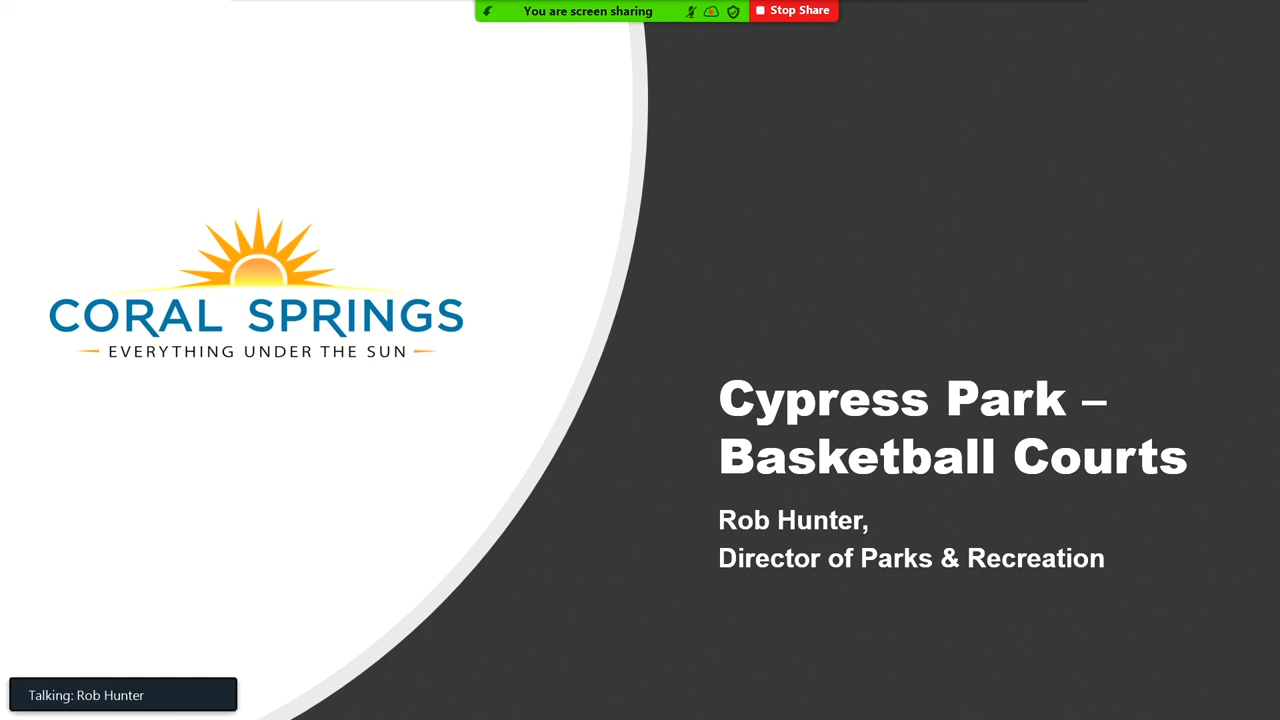 You are screen sharing
Stop Share
CORAL SPRINGS
EVERYTHING UNDER THE SUN
Cypress Park –
Basketball Courts
Rob Hunter,
Director of Parks & Recreation
Talking: Rob Hunter